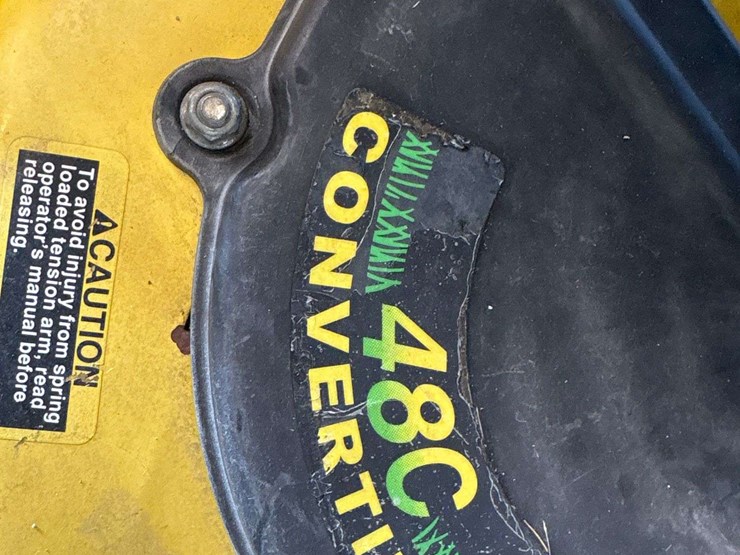 CAUTION
To avoid injury from spring
loaded tension arm, read
operator's manual before
releasing.
48C
CONVERTI